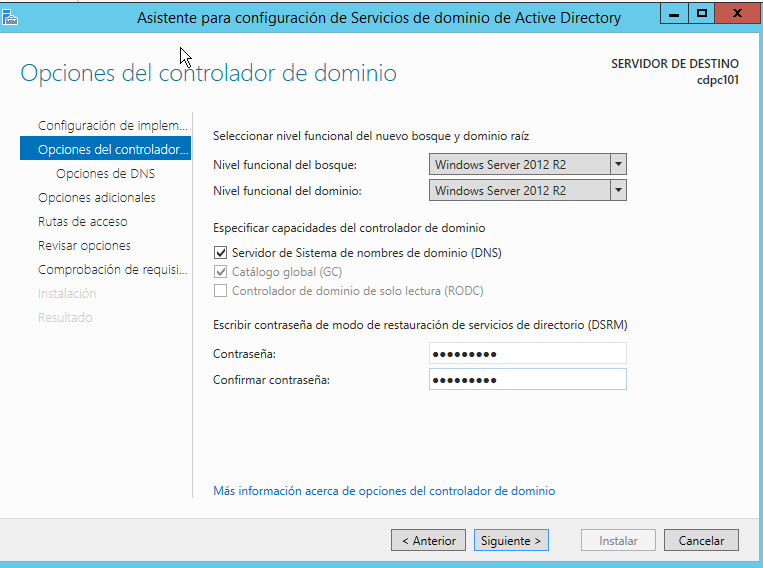 Asistente para configuración de Servicios de dominio de Active Directory
Opciones del controlador de dominio
SERVIDOR DE DESTINO
cdpc101
Configuración de implem...
Opciones del controlador...
Opciones de DNS
Opciones adicionales
Rutas de acceso
Revisar opciones
Comprobación de requisi...
Instalación
Resultado
Seleccionar nivel funcional del nuevo bosque y dominio raíz
Nivel funcional del bosque: Windows Server 2012 R2
Nivel funcional del dominio: Windows Server 2012 R2
Especificar capacidades del controlador de dominio
Servidor de Sistema de nombres de dominio (DNS)
Catálogo global (GC)
Controlador de dominio de solo lectura (RODC)
Escribir contraseña de modo de restauración de servicios de directorio (DSRM)
Contraseña: •••••••••
Confirmar contraseña: •••••••••
Más información acerca de opciones del controlador de dominio
< Anterior Siguiente > Instalar Cancelar